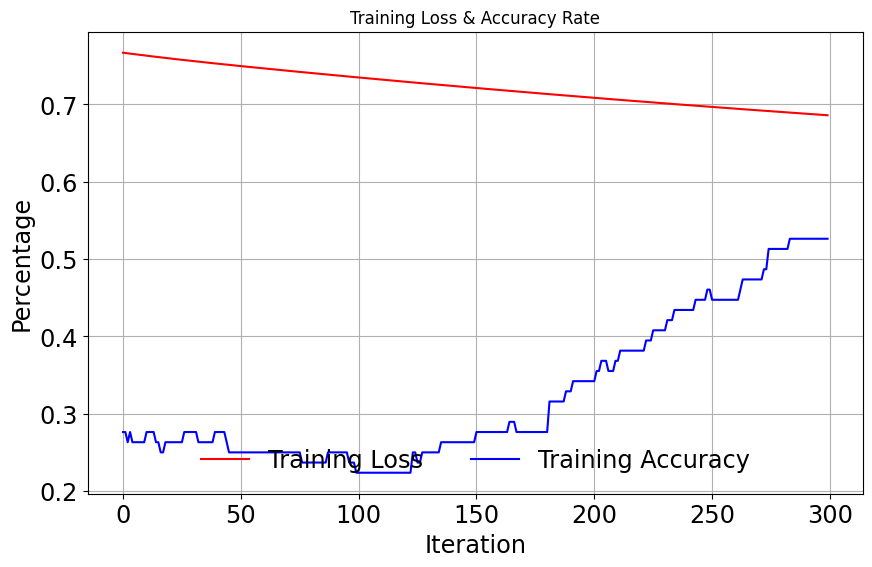 Training Loss & Accuracy Rate
Percentage
0.7
0.6
0.5
0.4
0.3
0.2
Training Loss Training Accuracy
0 50 100 150 200 250 300
Iteration